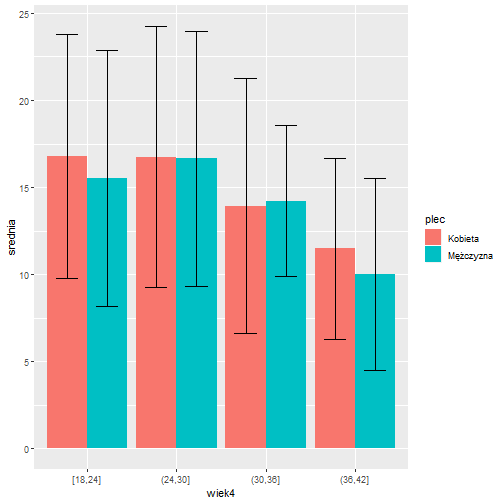 25
20
15
10
5
0
srednia
[18,24]
(24,30]
(30,36]
(36,42]
wiek4
plec
Kobieta
Mężczyzna